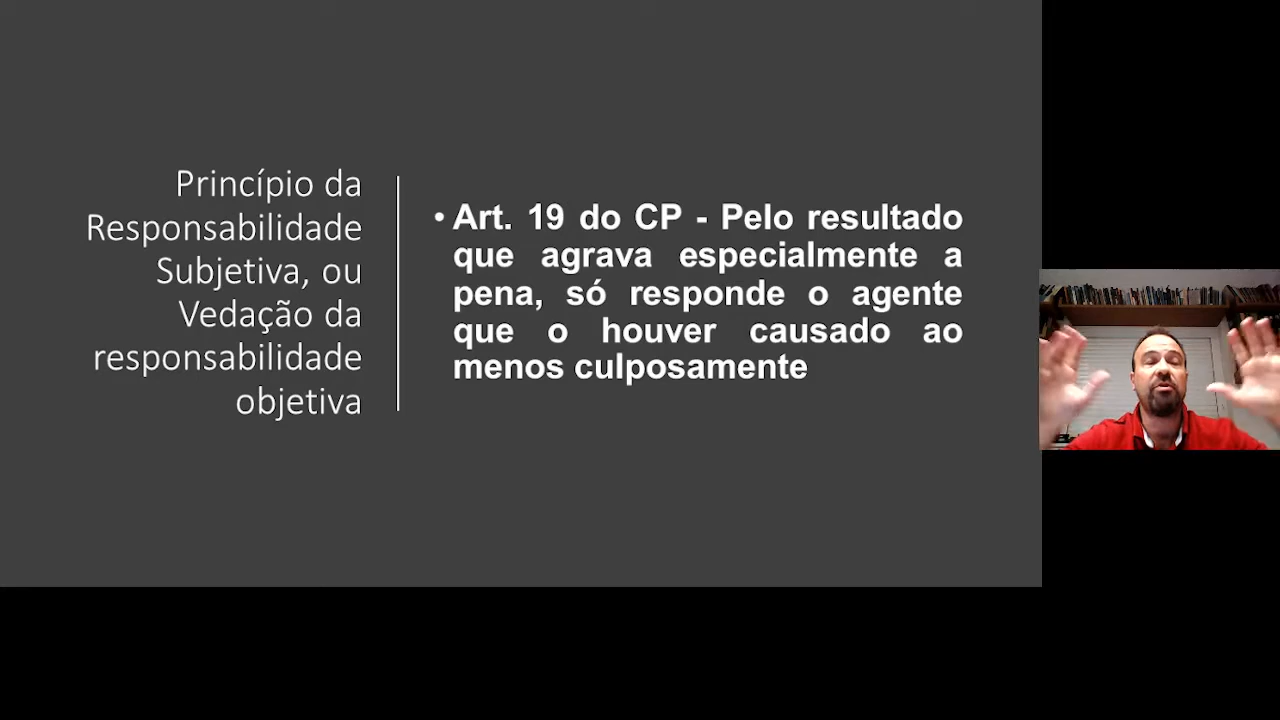 Princípio da
Responsabilidade
Subjetiva, ou
Vedação da
responsabilidade
objetiva
• Art. 19 do CP - Pelo resultado
que agrava especialmente a
pena, só responde o agente
que o houver causado ao
menos culposamente